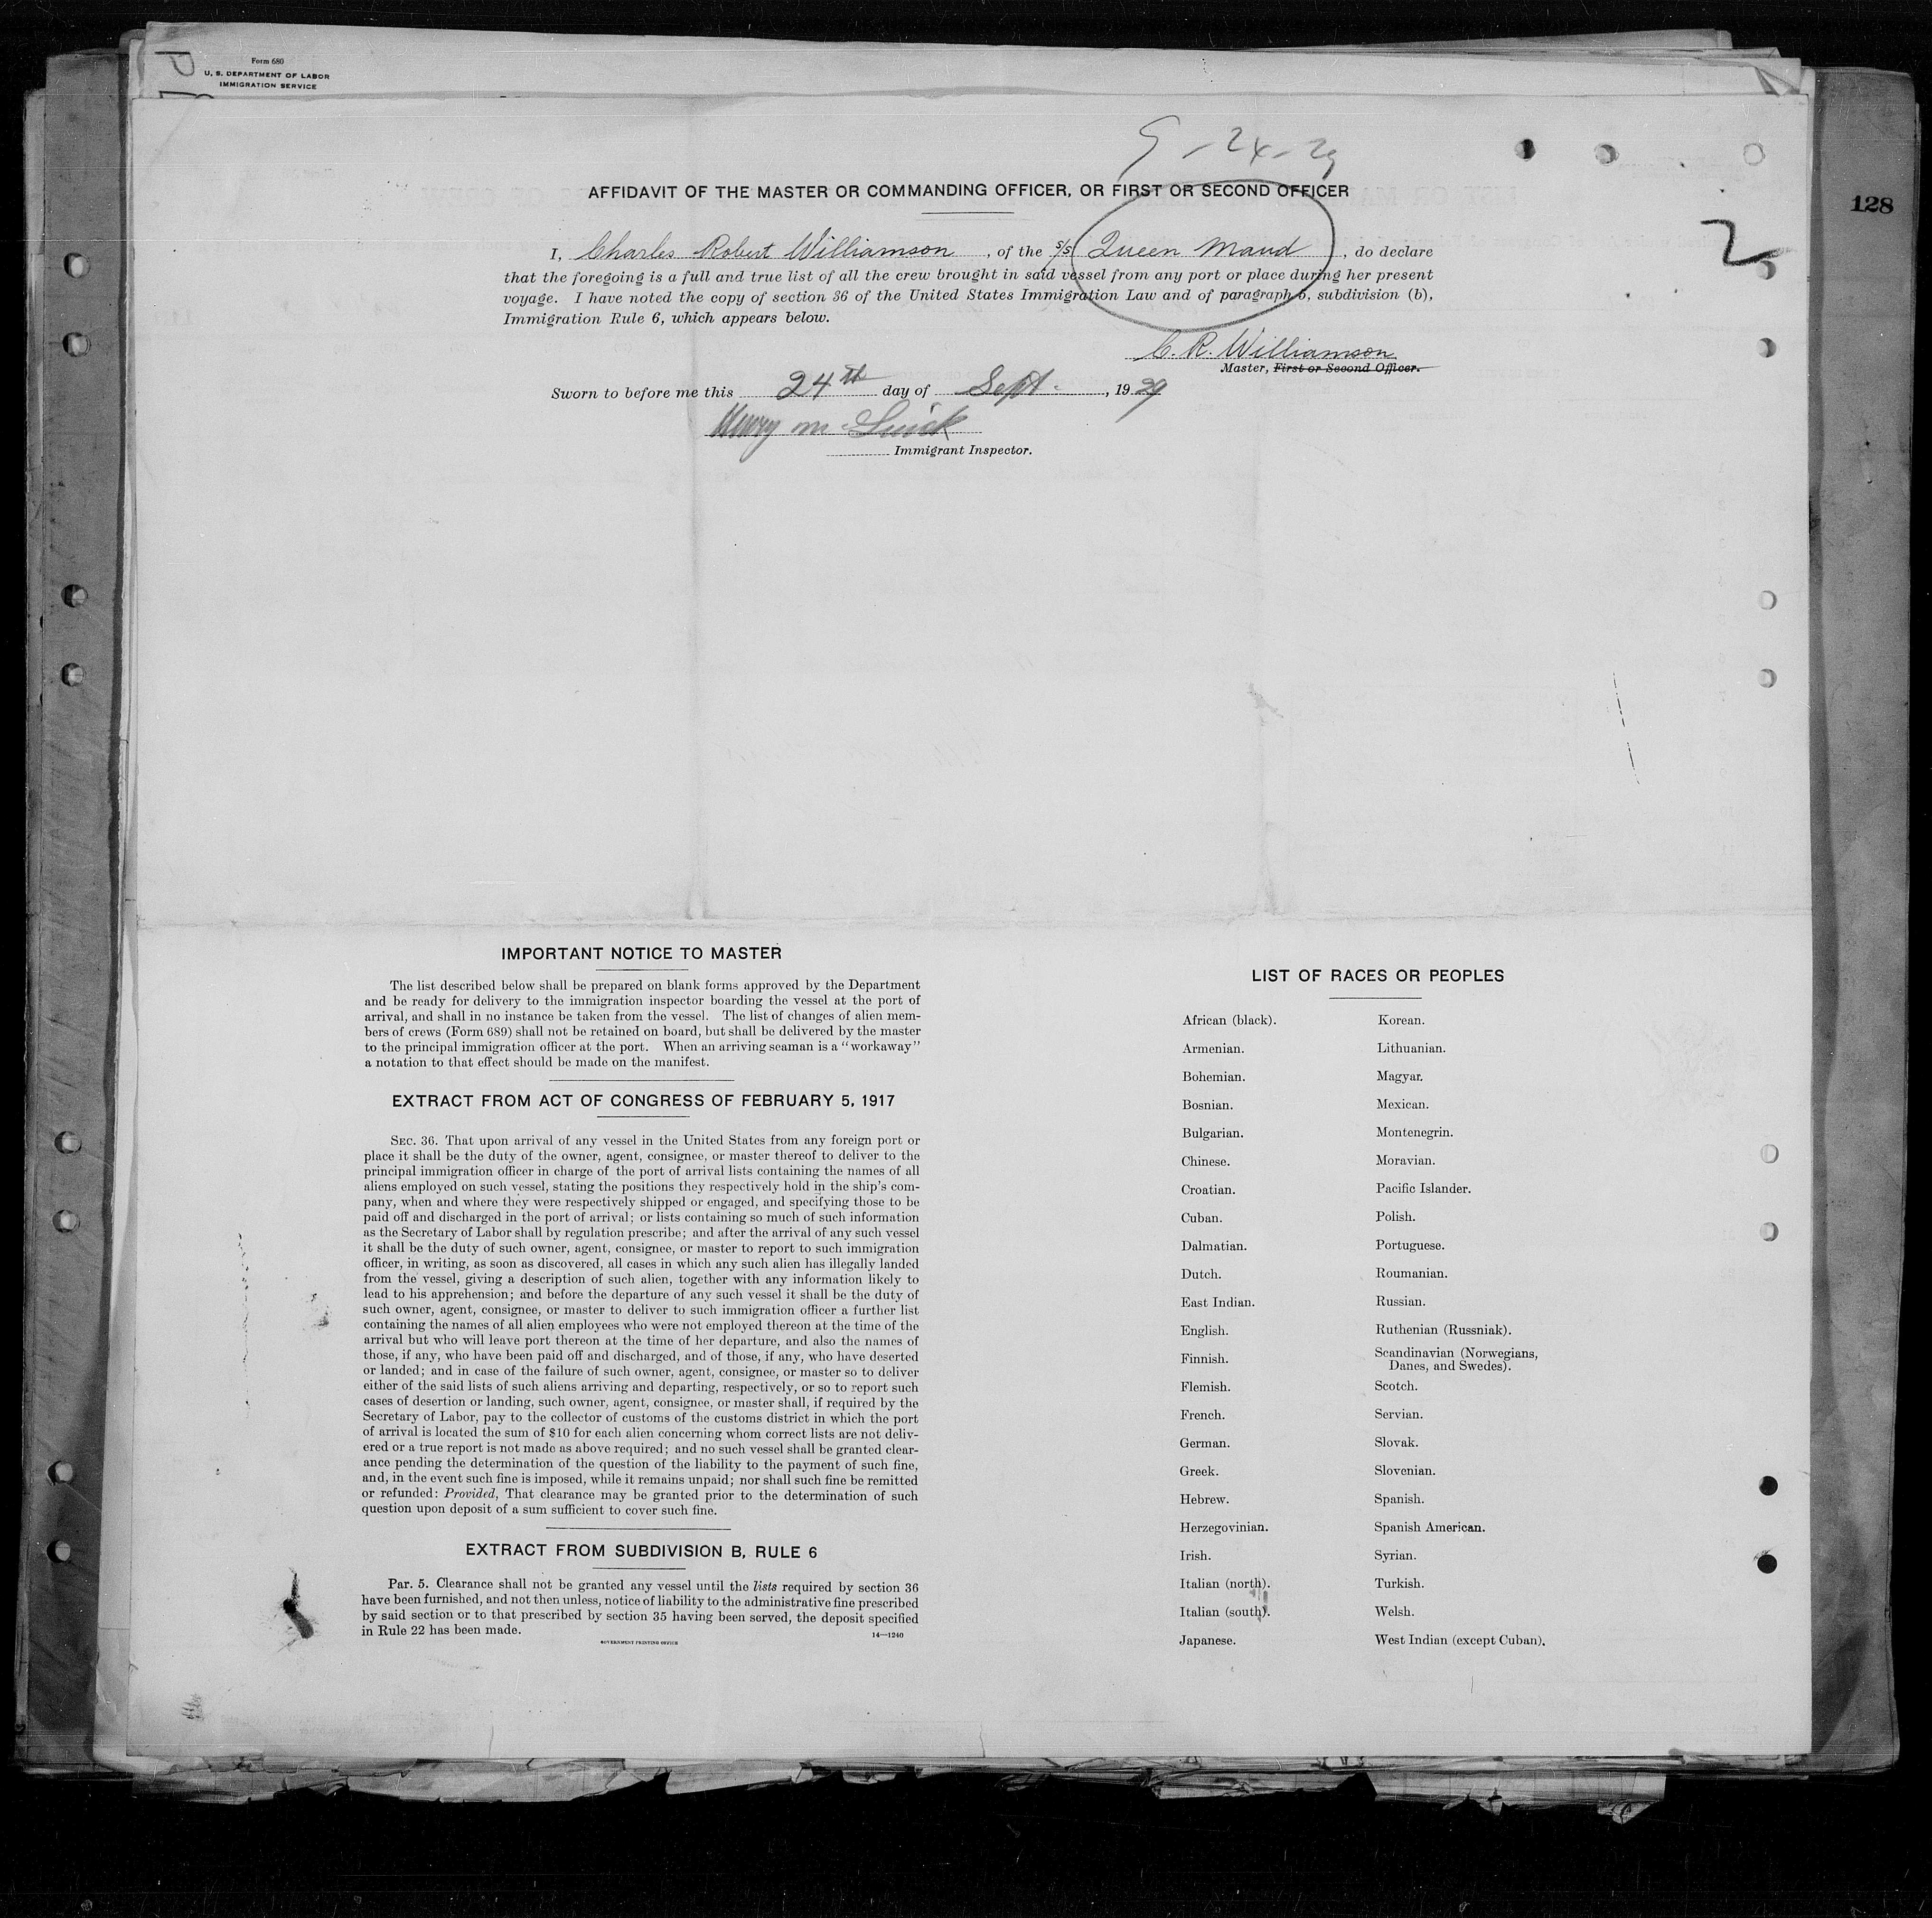 Form 680
U. S. DEPARTMENT OF LABOR
IMMIGRATION SERVICE
9-24-29
128
2
AFFIDAVIT OF THE MASTER OR COMMANDING OFFICER, OR FIRST OR SECOND OFFICER
I, Charles Robert Williamson, of the S/S Queen Maud, do declare
that the foregoing is a full and true list of all the crew brought in said vessel from any port or place during her present
voyage. I have noted the copy of section 36 of the United States Immigration Law and of paragraph 5, subdivision (b),
Immigration Rule 6, which appears below.
C. R. Williamson
Master, First or Second Officer.
Sworn to before me this 24th day of Sept., 1929
Henry M.
Immigrant Inspector.
IMPORTANT NOTICE TO MASTER
The list described below shall be prepared on blank forms approved by the Department
and be ready for delivery to the immigration inspector boarding the vessel at the port of
arrival, and shall in no instance be taken from the vessel. The list of changes of alien mem-
bers of crews (Form 689) shall not be retained on board, but shall be delivered by the master
to the principal immigration officer at the port. When an arriving seaman is a "workaway"
a notation to that effect should be made on the manifest.
EXTRACT FROM ACT OF CONGRESS OF FEBRUARY 5, 1917
SEC. 36. That upon arrival of any vessel in the United States from any foreign port or
place it shall be the duty of the owner, agent, consignee, or master thereof to deliver to the
principal immigration officer in charge of the port of arrival lists containing the names of all
aliens employed on such vessel, stating the positions they respectively hold in the ship's com-
pany, when and where they were respectively shipped or engaged, and specifying those to be
paid off and discharged in the port of arrival; or lists containing so much of such information
as the Secretary of Labor shall by regulation prescribe; and after the arrival of any such vessel
it shall be the duty of such owner, agent, consignee, or master to report to such immigration
officer, in writing, as soon as discovered, all cases in which any such alien has illegally landed
from the vessel, giving a description of such alien, together with any information likely to
lead to his apprehension; and before the departure of any such vessel it shall be the duty of
such owner, agent, consignee, or master to deliver to such immigration officer a further list
containing the names of all alien employees who were not employed thereon at the time of the
arrival but who will leave port thereon at the time of her departure, and also the names of
those, if any, who have been paid off and discharged, and of those, if any, who have deserted
or landed; and in case of the failure of such owner, agent, consignee, or master so to deliver
either of the said lists of such aliens arriving and departing, respectively, or so to report such
cases of desertion or landing, such owner, agent, consignee, or master shall, if required by the
Secretary of Labor, pay to the collector of customs of the customs district in which the port
of arrival is located the sum of $10 for each alien concerning whom correct lists are not deliv-
ered or a true report is not made as above required; and no such vessel shall be granted clear-
ance pending the determination of the question of the liability to the payment of such fine,
and, in the event such fine is imposed, while it remains unpaid; nor shall such fine be remitted
or refunded: Provided, That clearance may be granted prior to the determination of such
question upon deposit of a sum sufficient to cover such fine.
EXTRACT FROM SUBDIVISION B, RULE 6
Par. 5. Clearance shall not be granted any vessel until the lists required by section 36
have been furnished, and not then unless, notice of liability to the administrative fine prescribed
by said section or to that prescribed by section 35 having been served, the deposit specified
in Rule 22 has been made.
14—1240
GOVERNMENT PRINTING OFFICE
LIST OF RACES OR PEOPLES
African (black).
Armenian.
Bohemian.
Bosnian.
Bulgarian.
Chinese.
Croatian.
Cuban.
Dalmatian.
Dutch.
East Indian.
English.
Finnish.
Flemish.
French.
German.
Greek.
Hebrew.
Herzegovinian.
Irish.
Italian (north).
Italian (south).
Japanese.
Korean.
Lithuanian.
Magyar.
Mexican.
Montenegrin.
Moravian.
Pacific Islander.
Polish.
Portuguese.
Roumanian.
Russian.
Ruthenian (Russniak).
Scandinavian (Norwegians,
Danes, and Swedes).
Scotch.
Servian.
Slovak.
Slovenian.
Spanish.
Spanish American.
Syrian.
Turkish.
Welsh.
West Indian (except Cuban).